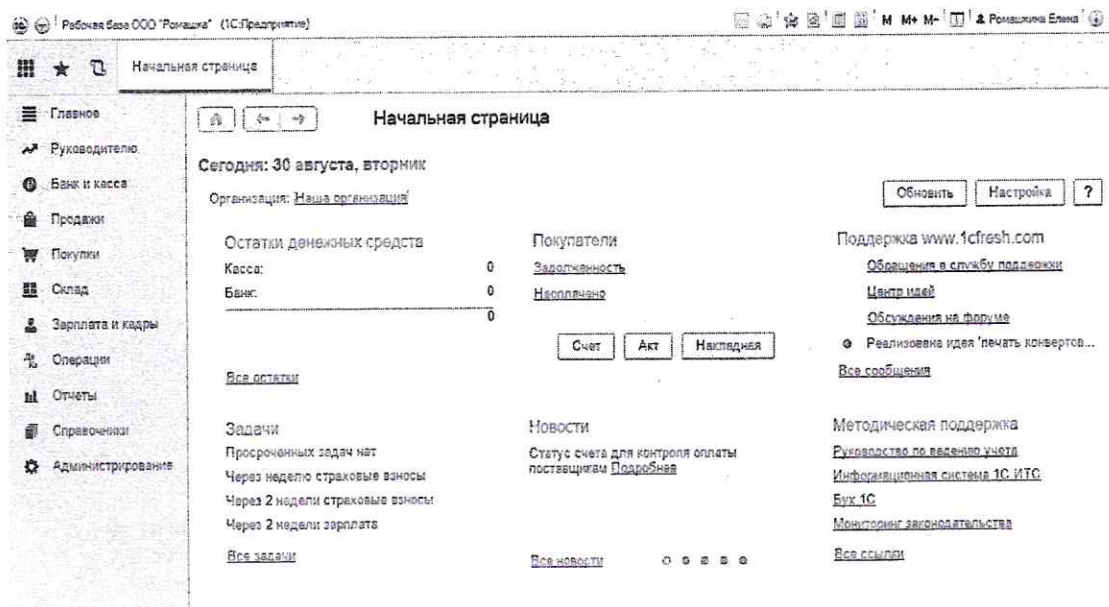 Рабочая база ООО "Ромашка" (1С:Предприятие)
M M+ M- Ромашкина Елена
Начальная страница
Главное
Руководителю
Банк и касса
Продажи
Покупки
Склад
Зарплата и кадры
Операции
Отчеты
Справочники
Администрирование
Начальная страница
Сегодня: 30 августа, вторник
Организация: Наша организация
Обновить Настройка ?
Остатки денежных средств
Касса: 0
Банк: 0
0
Все остатки
Покупатели
Задолженность
Неоплачено
Счет Акт Накладная
Поддержка www.1cfresh.com
Обращения в службу поддержки
Центр идей
Обсуждения на форуме
Реализована идея 'печать конвертов...
Все сообщения
Задачи
Просроченных задач нет
Через неделю страховые взносы
Через 2 недели страховые взносы
Через 2 недели зарплата
Все задачи
Новости
Статус счета для контроля оплаты
поставщикам Подробнее
Все новости
Методическая поддержка
Руководство по ведению учета
Информационная система 1С ИТС
Бух 1С
Мониторинг законодательства
Все ссылки